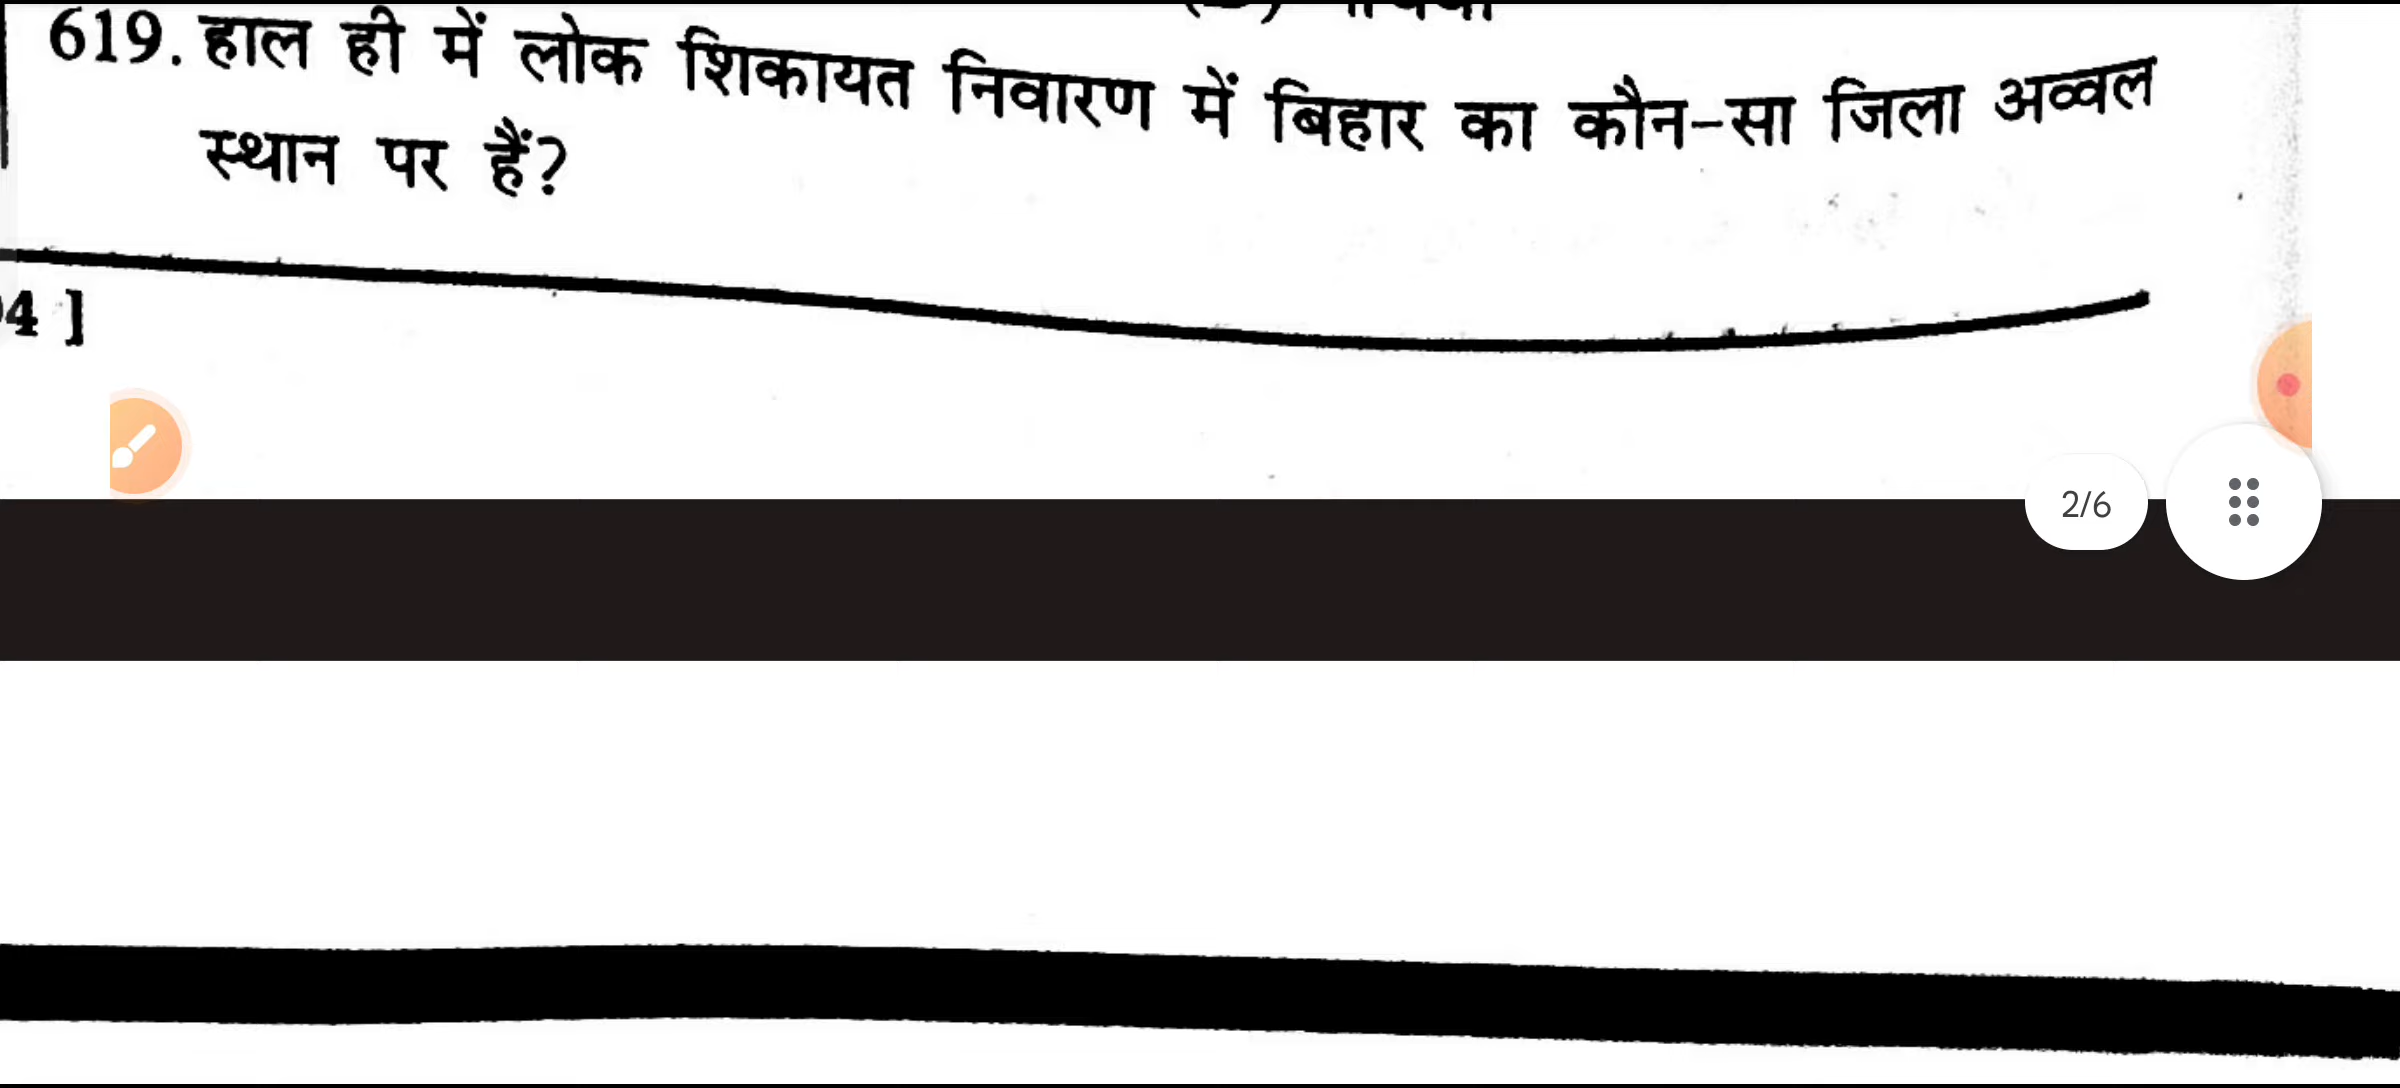 619. हाल ही में लोक शिकायत निवारण में बिहार का कौन-सा जिला अव्वल
स्थान पर हैं?
4 ]
2/6